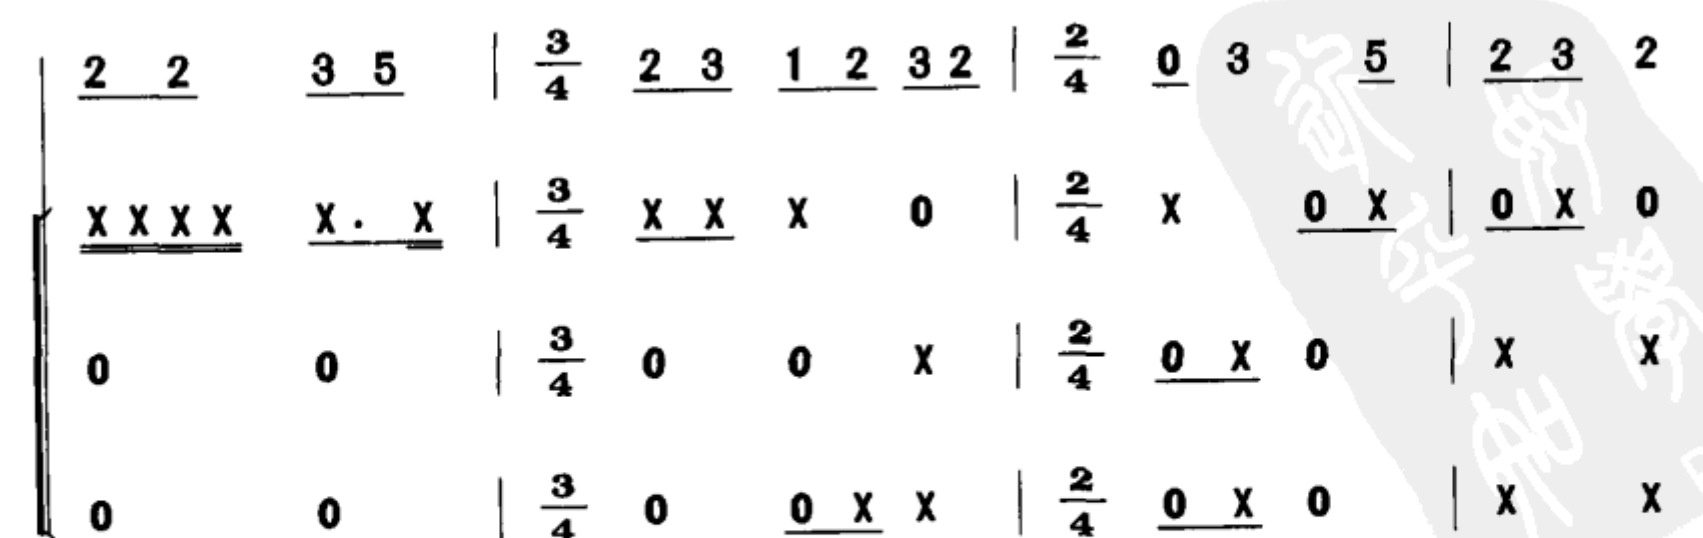 2 2 3 5 | 3/4 2 3 1 2 3 2 | 2/4 0 3 5 | 2 3 2
X X X X X . X | 3/4 X X X 0 | 2/4 X 0 X | 0 X 0
0 0 | 3/4 0 0 X | 2/4 0 X 0 | X X
0 0 | 3/4 0 0 X X | 2/4 0 X 0 | X X